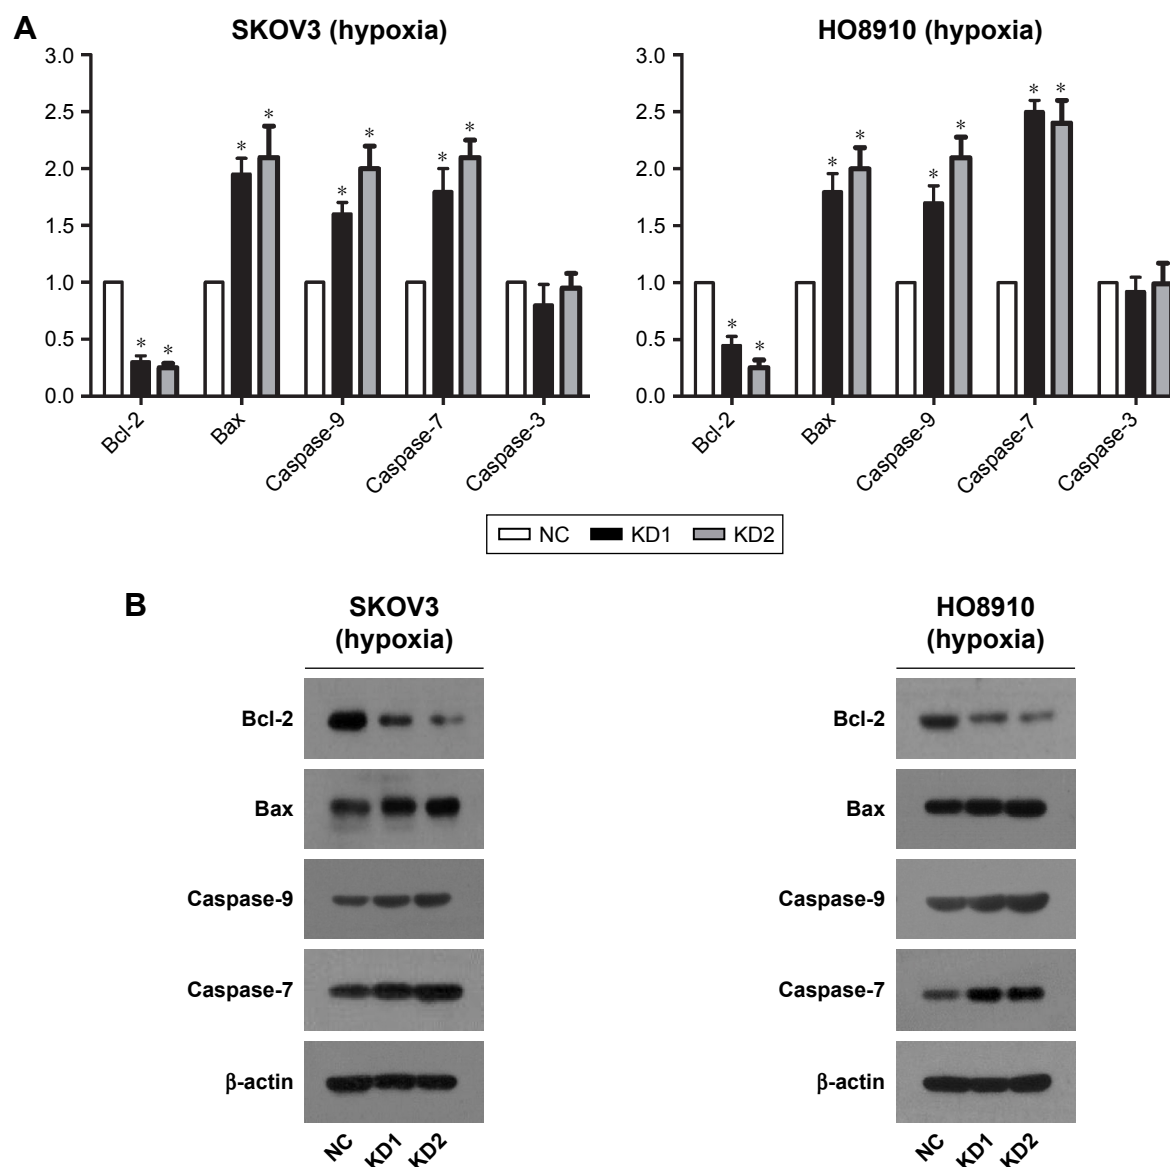 A
SKOV3 (hypoxia)
3.0
2.5
2.0
1.5
1.0
0.5
0.0
* * * * * * * *
Bcl-2
Bax
Caspase-9
Caspase-7
Caspase-3
HO8910 (hypoxia)
3.0
2.5
2.0
1.5
1.0
0.5
0.0
* * * * * * * *
Bcl-2
Bax
Caspase-9
Caspase-7
Caspase-3
NC KD1 KD2
B
SKOV3
(hypoxia)
Bcl-2
Bax
Caspase-9
Caspase-7
β-actin
NC KD1 KD2
HO8910
(hypoxia)
Bcl-2
Bax
Caspase-9
Caspase-7
β-actin
NC KD1 KD2